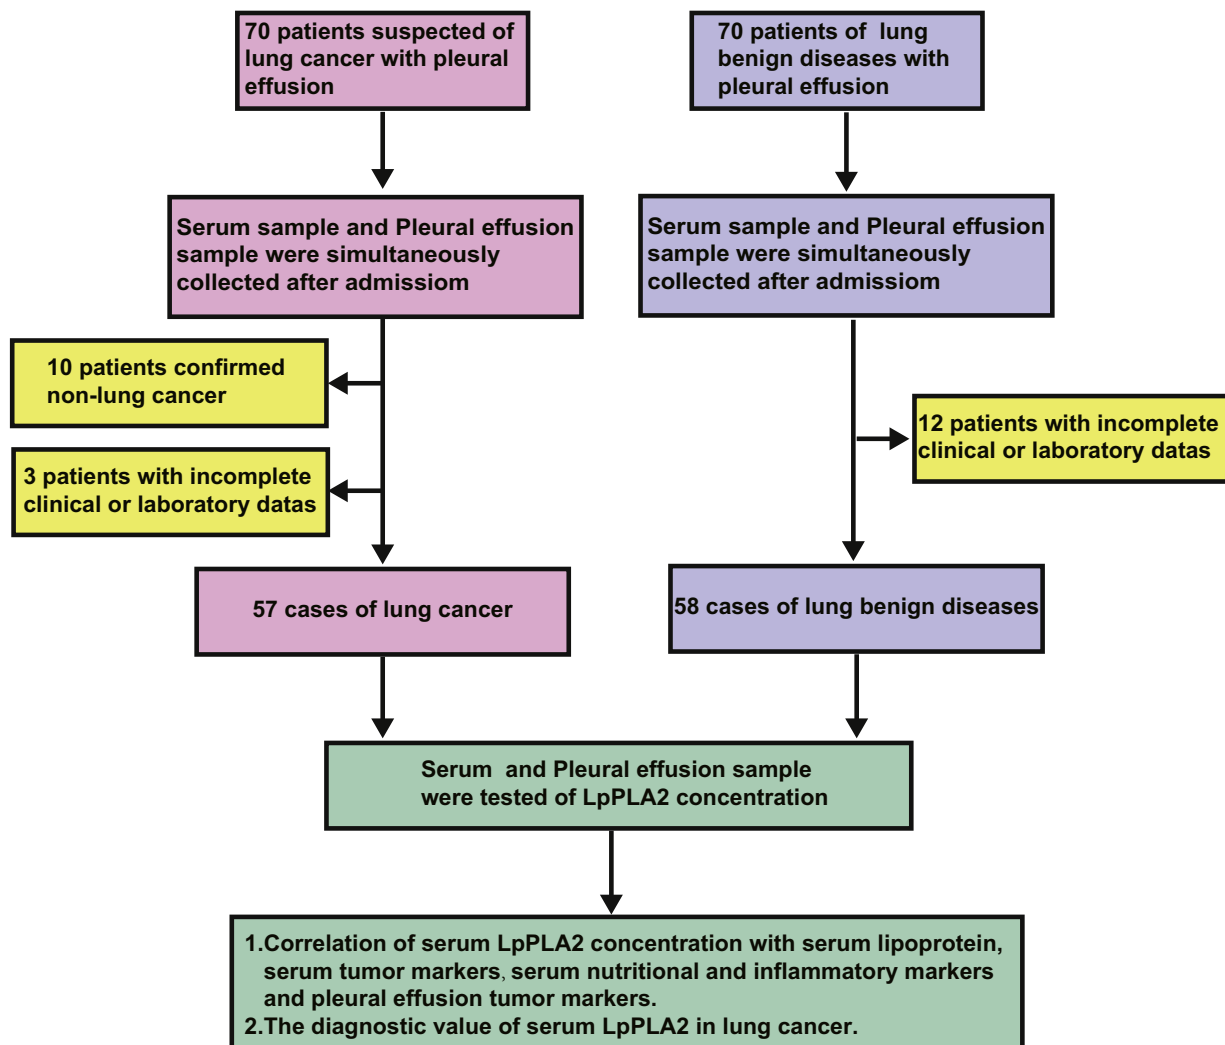 70 patients suspected of
lung cancer with pleural
effusion
70 patients of lung
benign diseases with
pleural effusion
Serum sample and Pleural effusion
sample were simultaneously
collected after admissiom
Serum sample and Pleural effusion
sample were simultaneously
collected after admissiom
10 patients confirmed
non-lung cancer
12 patients with incomplete
clinical or laboratory datas
3 patients with incomplete
clinical or laboratory datas
57 cases of lung cancer
58 cases of lung benign diseases
Serum and Pleural effusion sample
were tested of LpPLA2 concentration
1.Correlation of serum LpPLA2 concentration with serum lipoprotein,
serum tumor markers, serum nutritional and inflammatory markers
and pleural effusion tumor markers.
2.The diagnostic value of serum LpPLA2 in lung cancer.